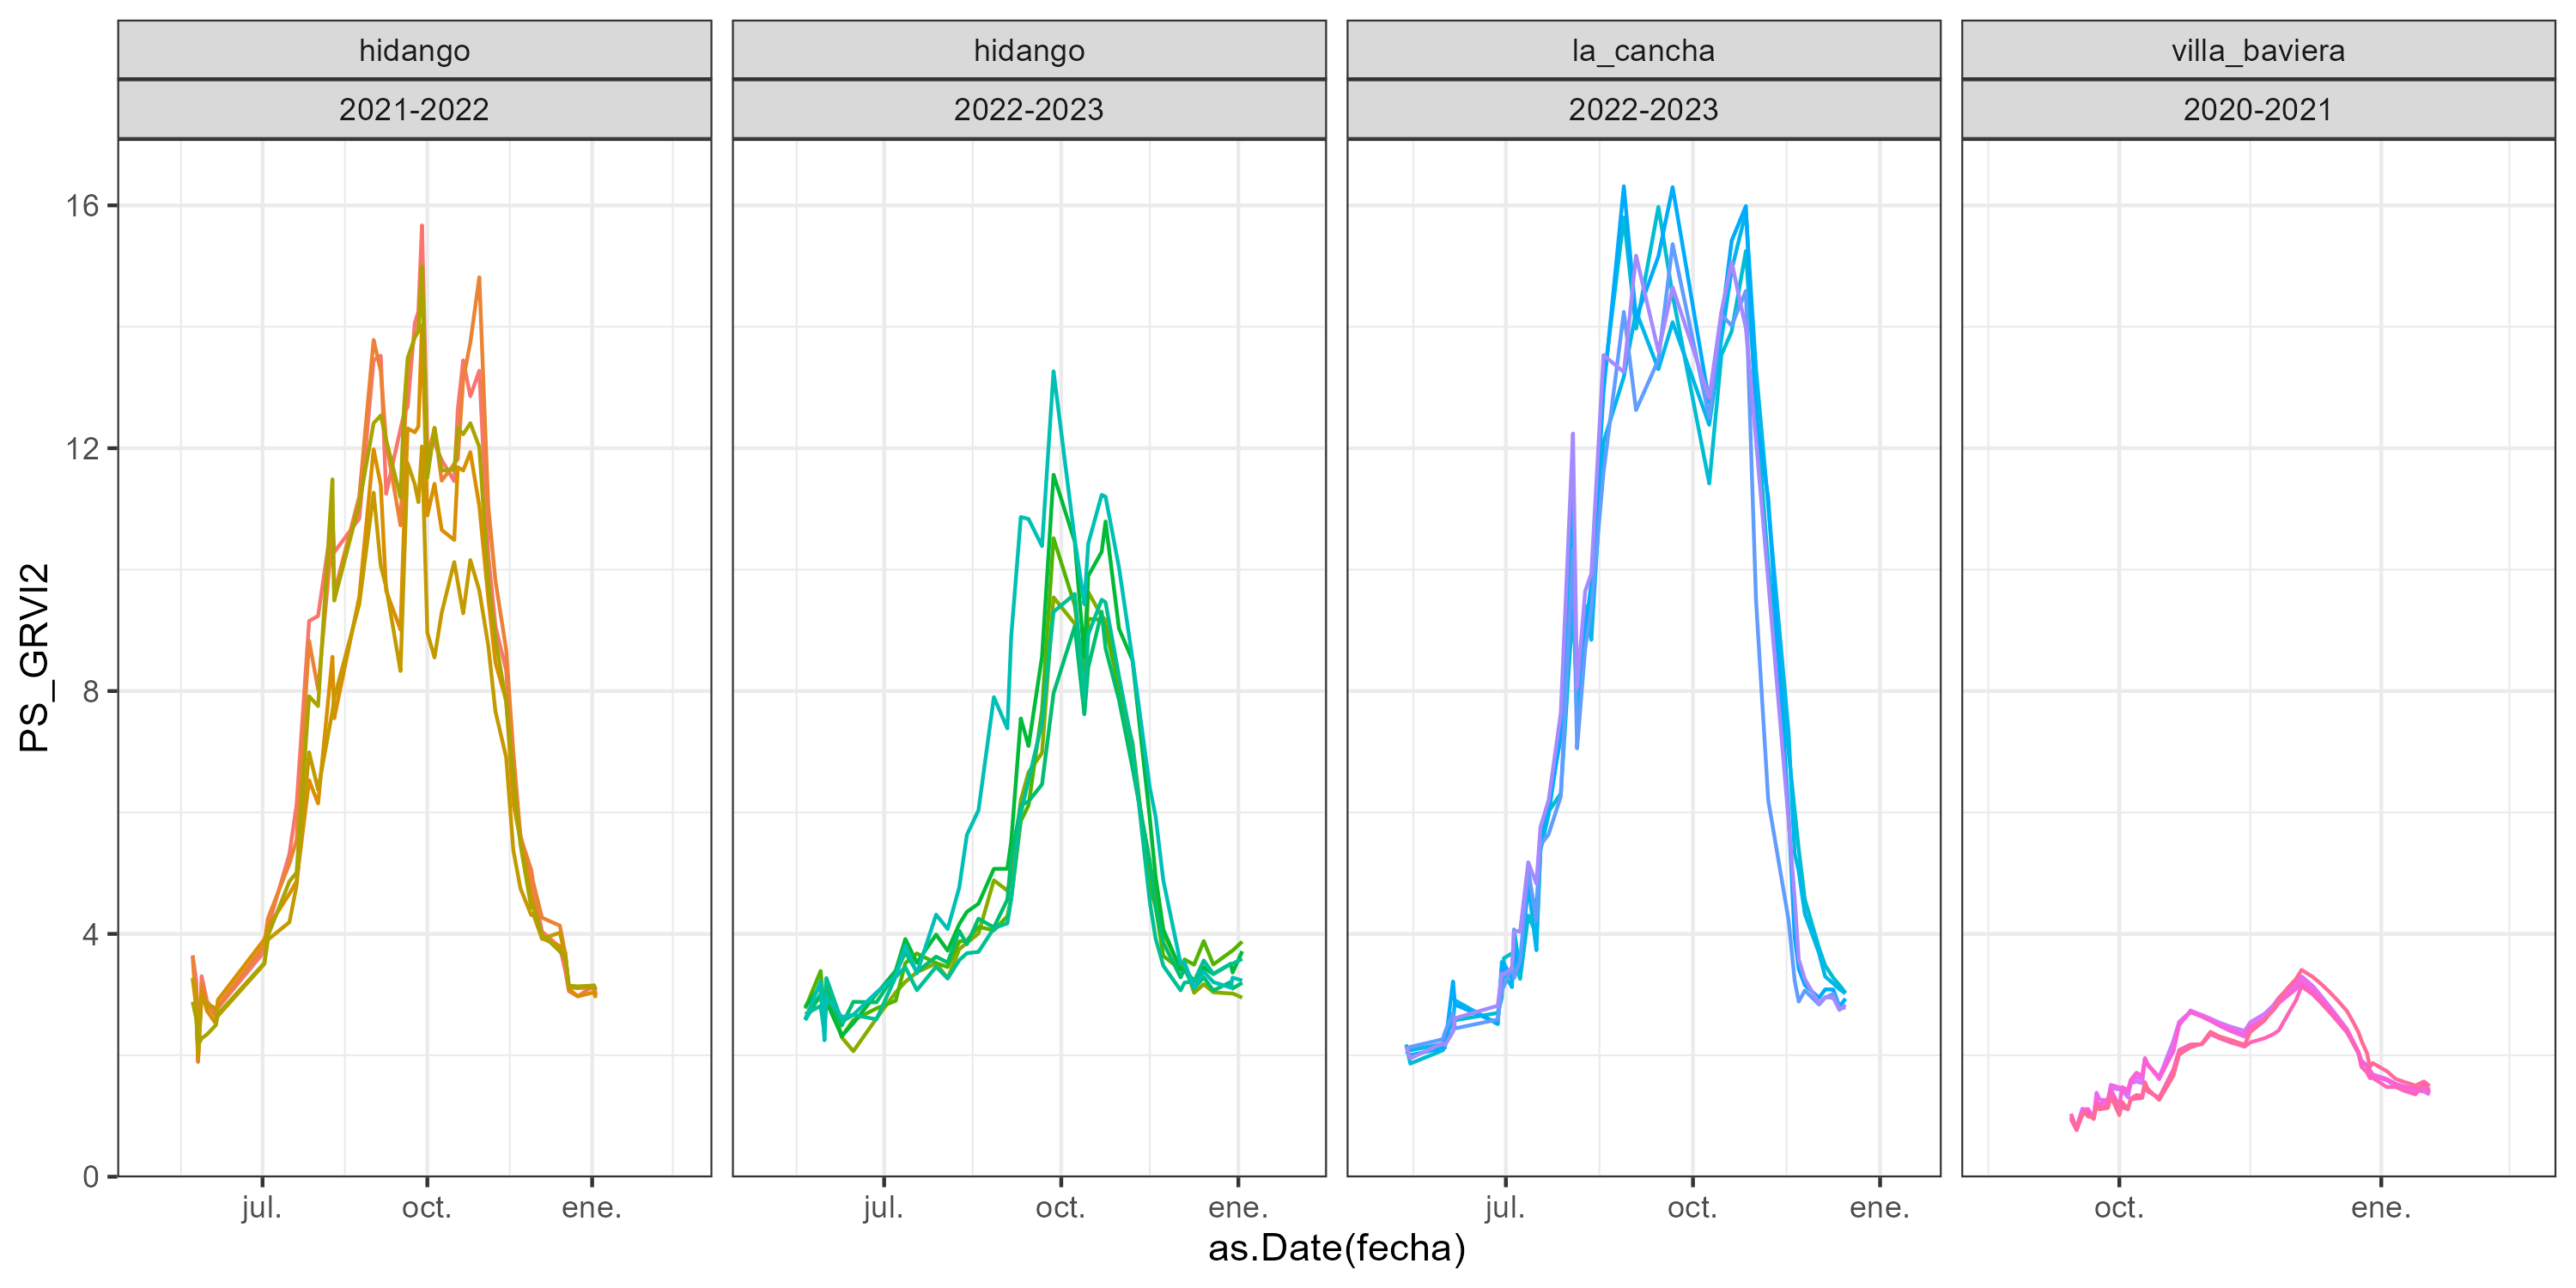 hidango
hidango
la_cancha
villa_baviera
2021-2022
2022-2023
2022-2023
2020-2021
PS_GRVI2
16
12
8
4
0
jul.
oct.
ene.
jul.
oct.
ene.
jul.
oct.
ene.
oct.
ene.
as.Date(fecha)